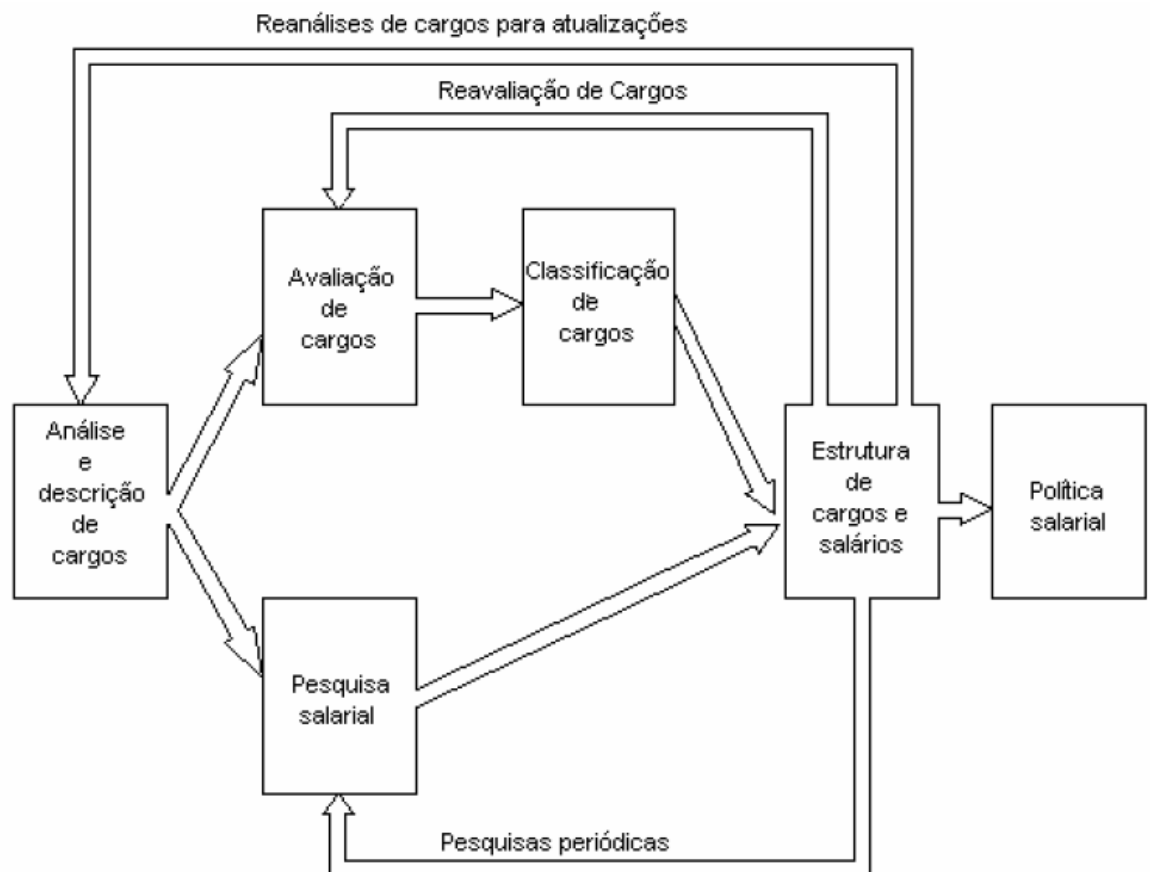 Reanálises de cargos para atualizações
Reavaliação de Cargos
Avaliação
de
cargos
Classificação
de
cargos
Análise
e
descrição
de
cargos
Estrutura
de
cargos e
salários
Política
salarial
Pesquisa
salarial
Pesquisas periódicas